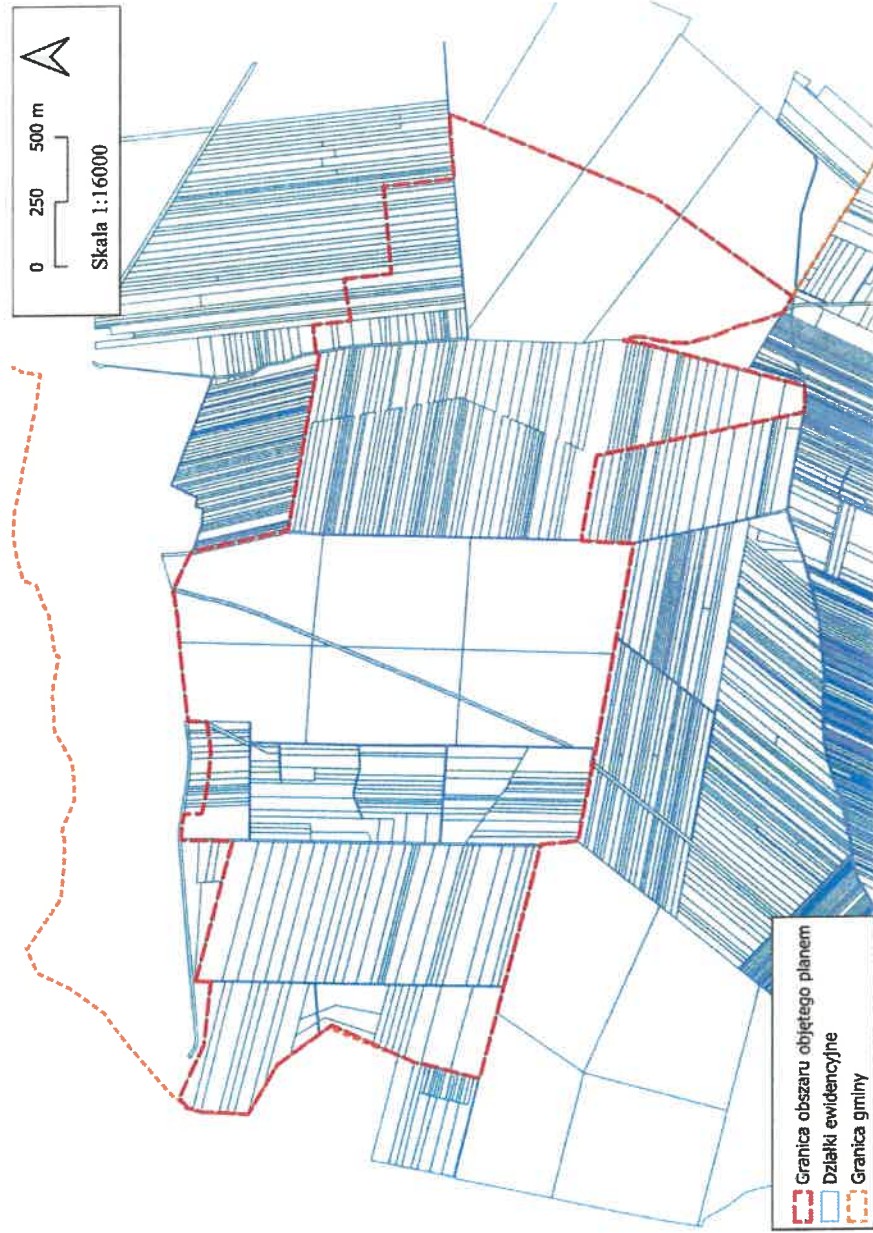 0 250 500 m
Skala 1:16000
Granica obszaru objętego planem
Działki ewidencyjne
Granica gminy